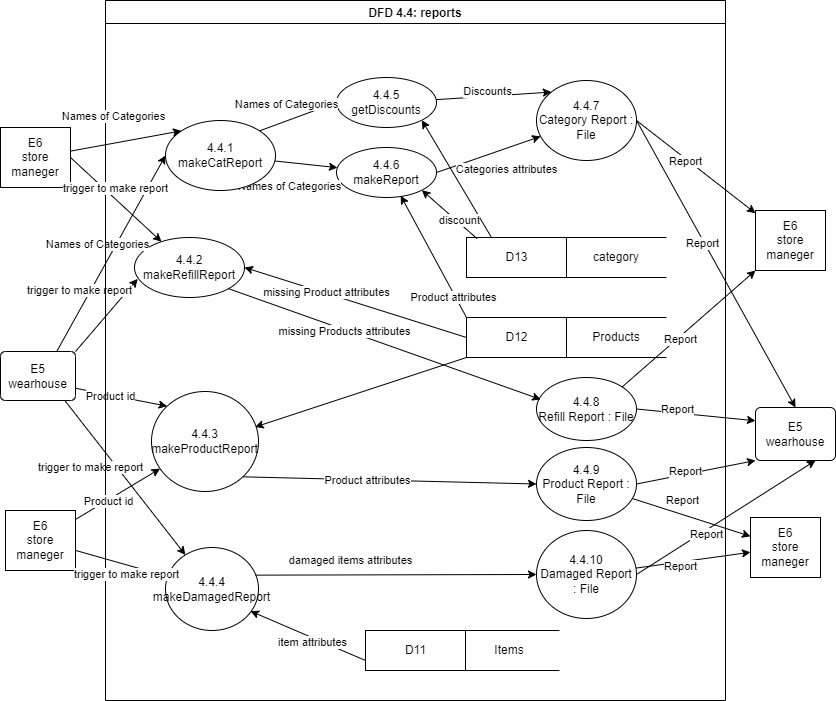 DFD 4.4: reports
4.4.5
getDiscounts
Discounts
4.4.7
Category Report :
File
Names of Categories
Names of Categories
E6
store
maneger
4.4.1
makeCatReport
4.4.6
makeReport
Categories attributes
Report
trigger to make report
Names of Categories
discount
E6
store
maneger
Names of Categories
4.4.2
makeRefillReport
D13
category
Report
trigger to make report
missing Product attributes
Product attributes
missing Products attributes
D12
Products
Report
E5
wearhouse
Product id
4.4.8
Refill Report : File
Report
E5
wearhouse
4.4.3
makeProductReport
trigger to make report
Product attributes
4.4.9
Product Report :
File
Report
Product id
Report
E6
store
maneger
Report
E6
store
maneger
trigger to make report
4.4.4
makeDamagedReport
damaged items attributes
4.4.10
Damaged Report
: File
Report
item attributes
D11
Items